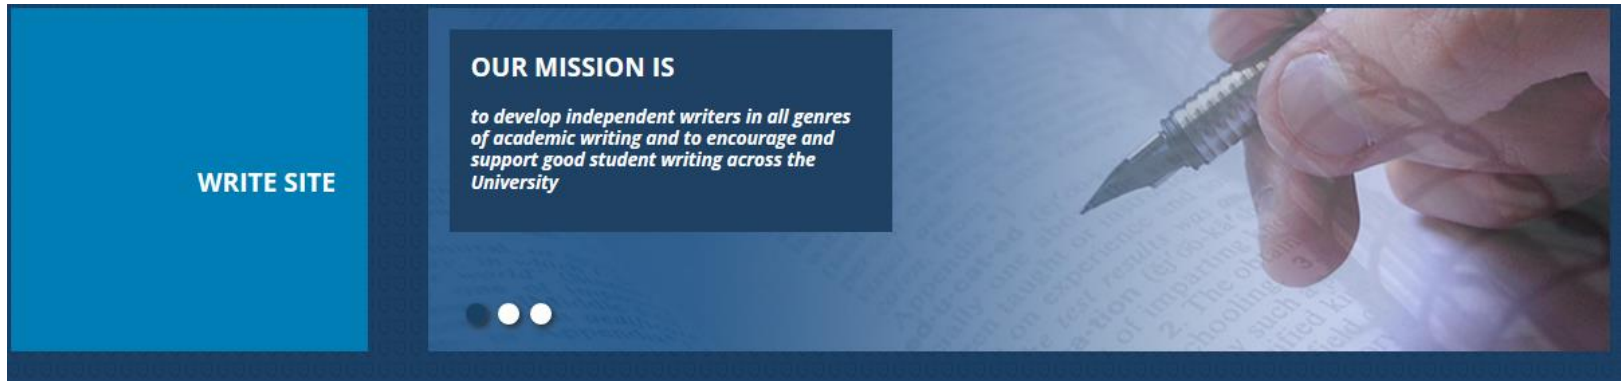 WRITE SITE
OUR MISSION IS
to develop independent writers in all genres
of academic writing and to encourage and
support good student writing across the
University